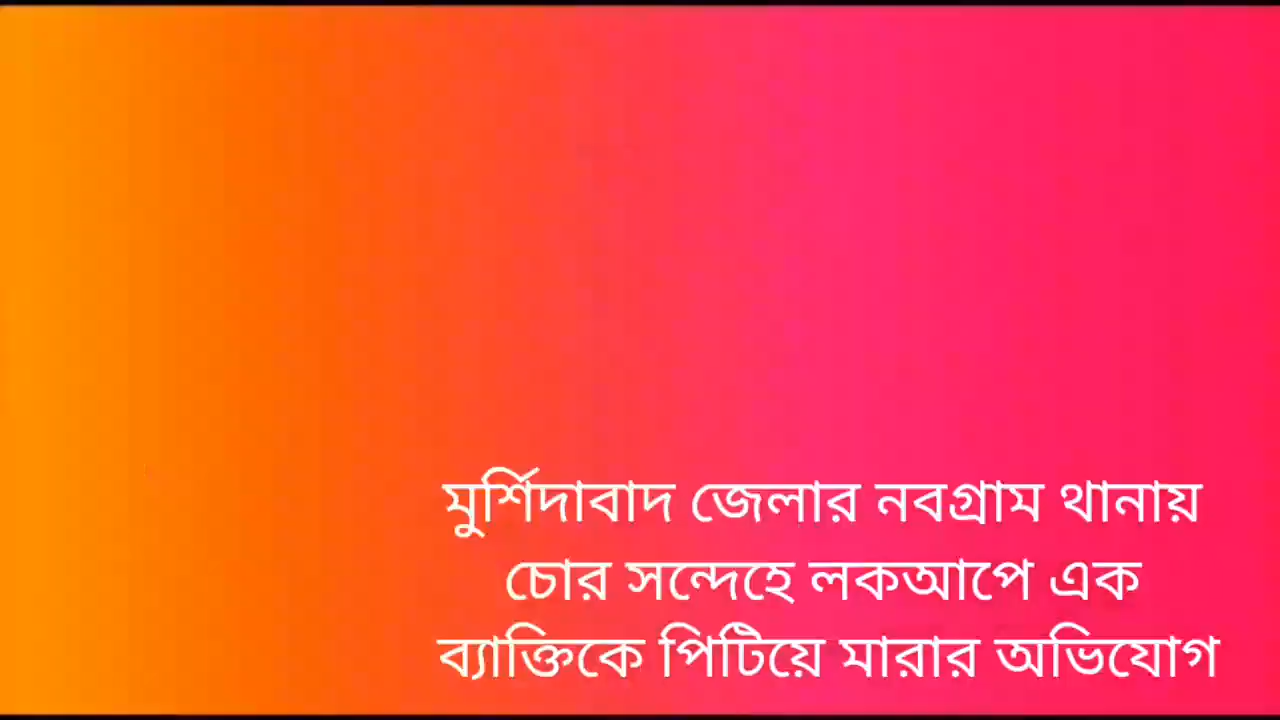 মুর্শিদাবাদ জেলার নবগ্রাম থানায়
চোর সন্দেহে লকআপে এক
ব্যাক্তিকে পিটিয়ে মারার অভিযোগ